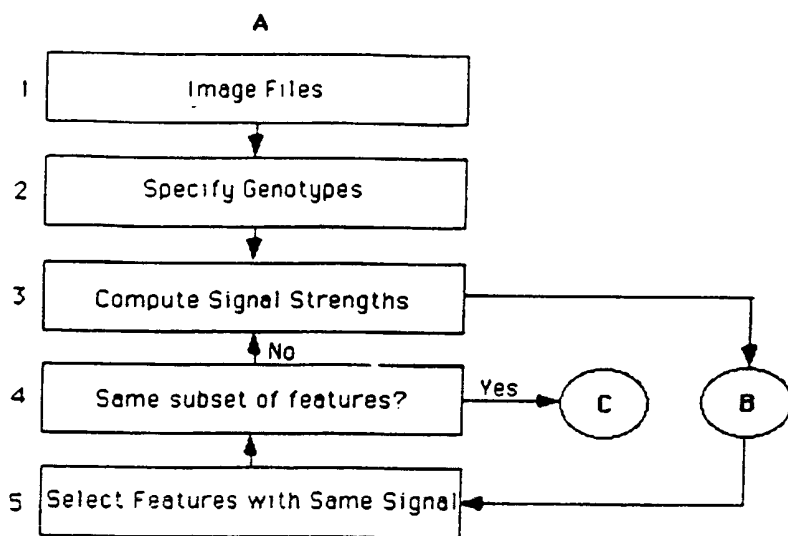 A
1 Image Files
2 Specify Genotypes
3 Compute Signal Strengths
No
4 Same subset of features?
Yes
C
B
5 Select Features with Same Signal